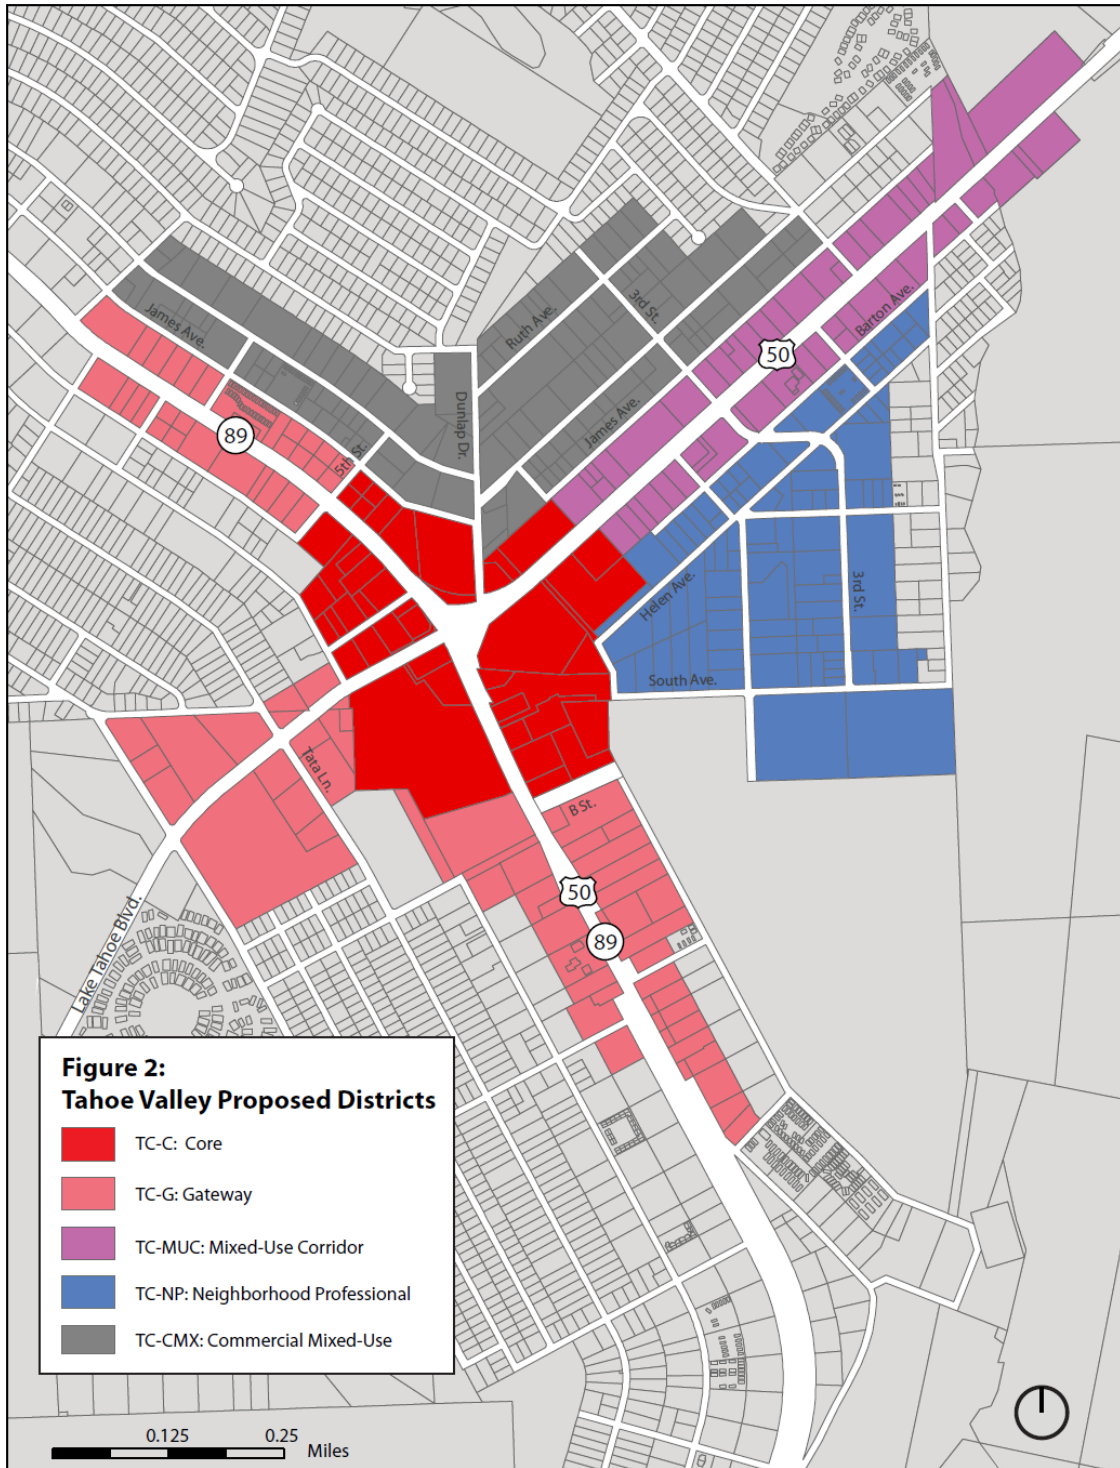 James Ave.
Ruth Ave.
3rd St.
50
Barton Ave.
Dunlap Dr.
James Ave.
89
5th St.
Helen Ave.
3rd St.
South Ave.
Tata Ln.
B St.
50
89
Lake Tahoe Blvd.
Figure 2:
Tahoe Valley Proposed Districts
TC-C: Core
TC-G: Gateway
TC-MUC: Mixed-Use Corridor
TC-NP: Neighborhood Professional
TC-CMX: Commercial Mixed-Use
0.125 0.25
Miles